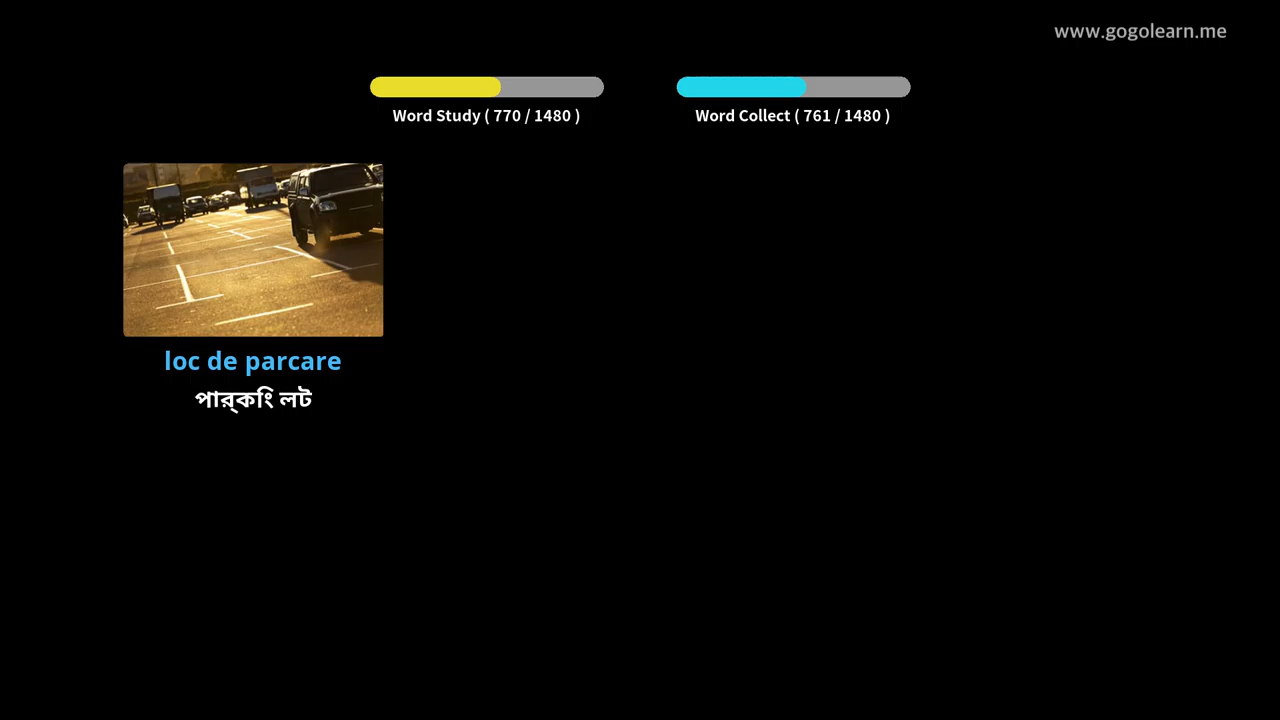 www.gogolearn.me
Word Study ( 770 / 1480 )
Word Collect ( 761 / 1480 )
loc de parcare
পার্কিং লট